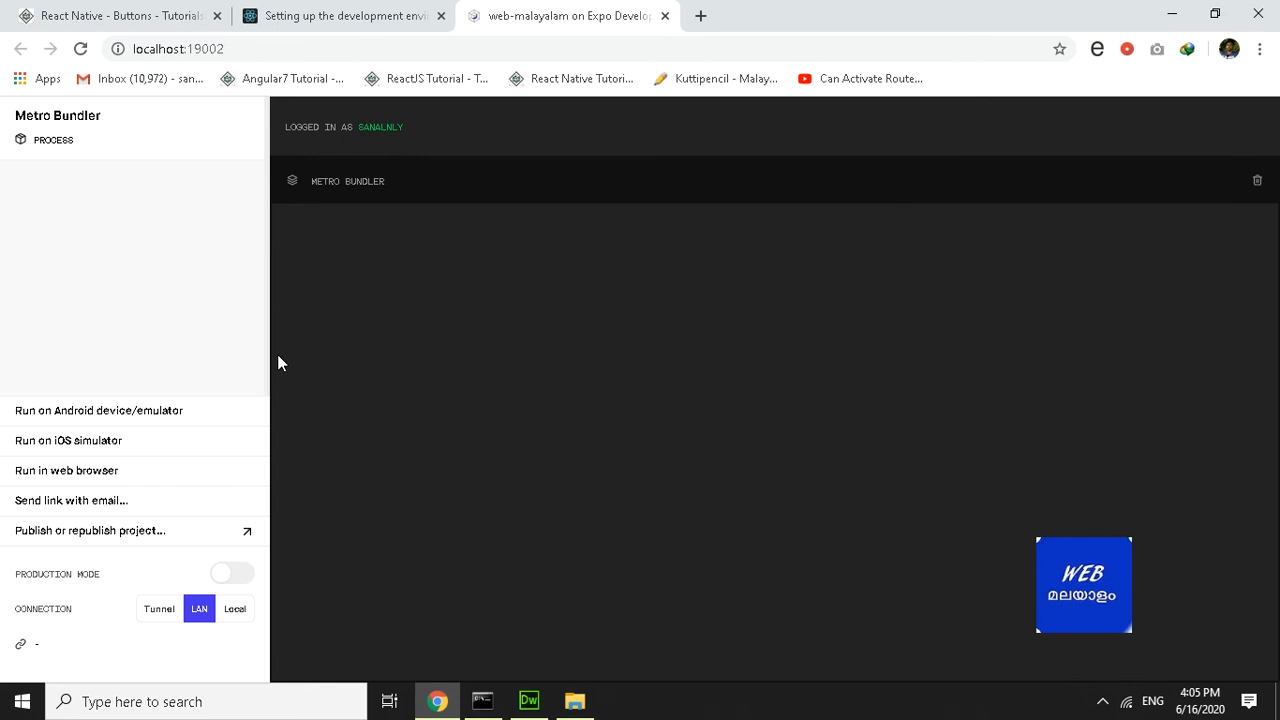 React Native - Buttons - Tutorials
Setting up the development envi
web-malayalam on Expo Develop
localhost:19002
Apps
Inbox (10,972) - san...
Angular7 Tutorial -...
ReactJS Tutorial - T...
React Native Tutori...
Kuttipencil - Malay...
Can Activate Route...
Metro Bundler
PROCESS
LOGGED IN AS SANALNLY
METRO BUNDLER
Run on Android device/emulator
Run on iOS simulator
Run in web browser
Send link with email...
Publish or republish project...
PRODUCTION MODE
CONNECTION
Tunnel
LAN
Local
-
WEB
മലയാളം
Type here to search
Dw
ENG
4:05 PM
6/16/2020